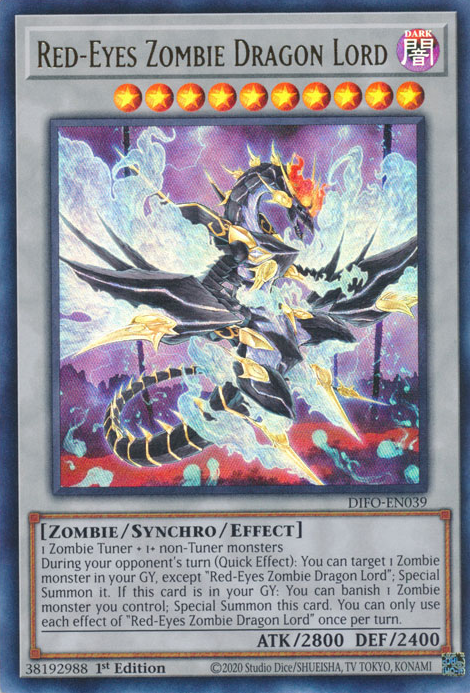 RED-EYES ZOMBIE DRAGON LORD
DARK
闇
DIFO-EN039
[ZOMBIE/SYNCHRO/EFFECT]
1 Zombie Tuner + 1+ non-Tuner monsters
During your opponent's turn (Quick Effect): You can target 1 Zombie
monster in your GY, except "Red-Eyes Zombie Dragon Lord"; Special
Summon it. If this card is in your GY: You can banish 1 Zombie
monster you control; Special Summon this card. You can only use
each effect of "Red-Eyes Zombie Dragon Lord" once per turn.
ATK/2800 DEF/2400
38192988 1st Edition ©2020 Studio Dice/SHUEISHA, TV TOKYO, KONAMI